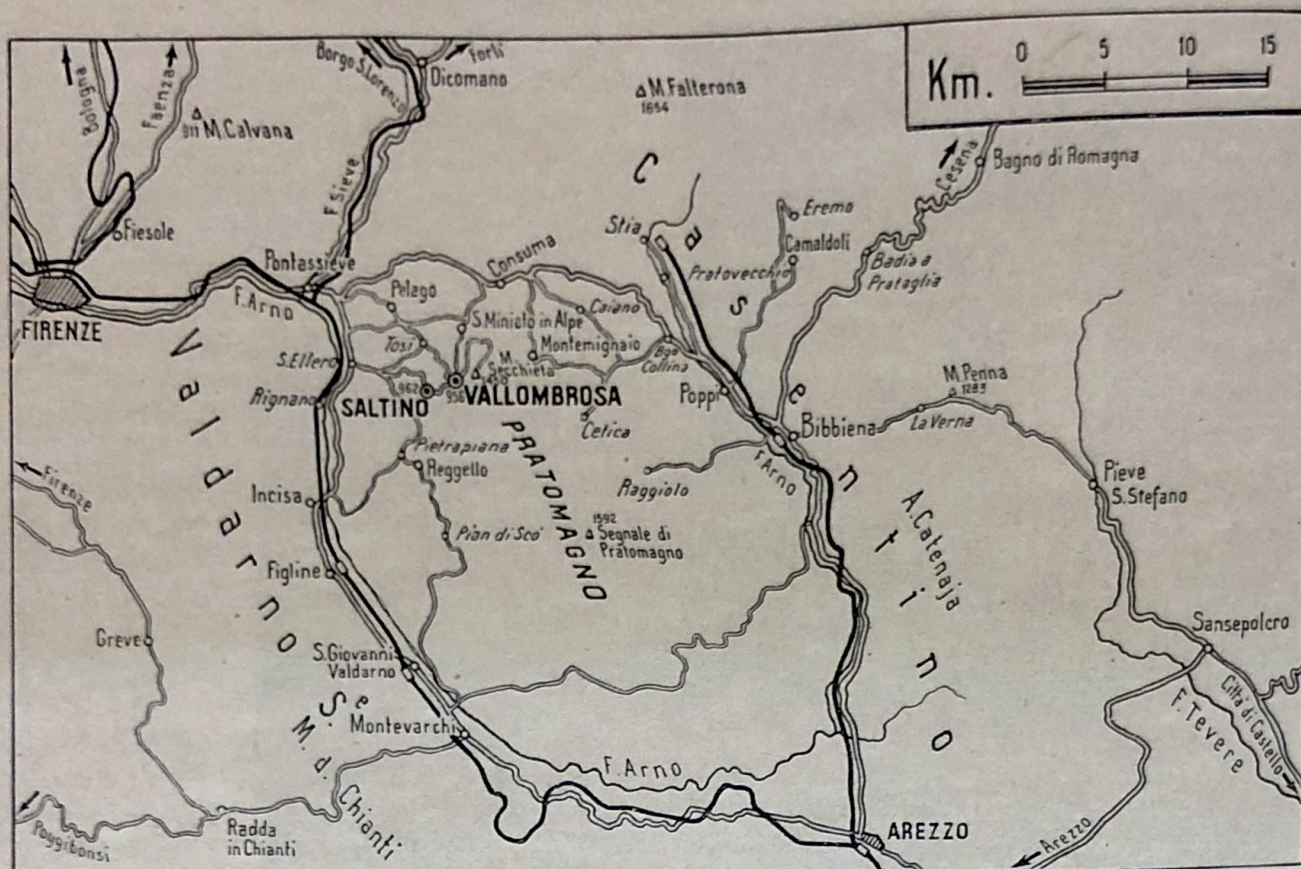 Bologna
Faenza
911 M. Calvana
Borgo S. Lorenzo
Forlì
Dicomano
M. Falterona
1654
Km.
0 5 10 15
Cesena
Bagno di Romagna
Fiesole
F. Sieve
Casentino
Stia
Eremo
Camaldoli
Pratovecchio
Badia a
Prataglia
Pontassieve
Consuma
FIRENZE
F. Arno
Pelago
Caiano
S. Miniato in Alpe
Tosi
Montemignaio
Bgo
Collina
S. Ellero
M.
Secchieta
962
956
VALLOMBROSA
SALTINO
Rignano
Poppi
M. Penna
1283
La Verna
Bibbiena
Cetica
Valdarno
PRATOMAGNO
Pietrapiana
Reggello
Raggiolo
F. Arno
Pieve
S. Stefano
Firenze
Incisa
1592
Segnale di
Pratomagno
Pian di Scò
A. Catenaja
Figline
Greve
Sansepolcro
S. Giovanni
Valdarno
S. e
M. d. Chianti
Montevarchi
F. Arno
Città di Castello
F. Tevere
Poggibonsi
Radda
in Chianti
AREZZO
Arezzo